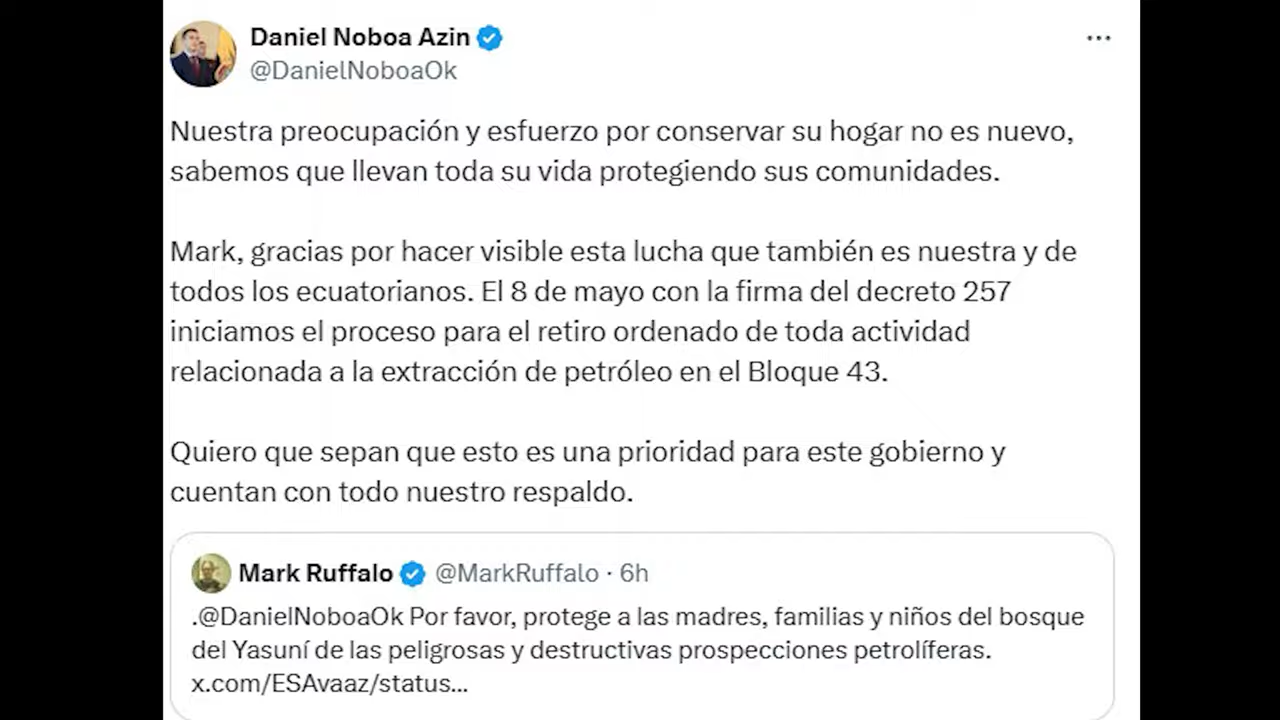 Daniel Noboa Azin
@DanielNoboaOk
Nuestra preocupación y esfuerzo por conservar su hogar no es nuevo,
sabemos que llevan toda su vida protegiendo sus comunidades.
Mark, gracias por hacer visible esta lucha que también es nuestra y de
todos los ecuatorianos. El 8 de mayo con la firma del decreto 257
iniciamos el proceso para el retiro ordenado de toda actividad
relacionada a la extracción de petróleo en el Bloque 43.
Quiero que sepan que esto es una prioridad para este gobierno y
cuentan con todo nuestro respaldo.
Mark Ruffalo @MarkRuffalo · 6h
.@DanielNoboaOk Por favor, protege a las madres, familias y niños del bosque
del Yasuní de las peligrosas y destructivas prospecciones petrolíferas.
x.com/ESAvaaz/status...